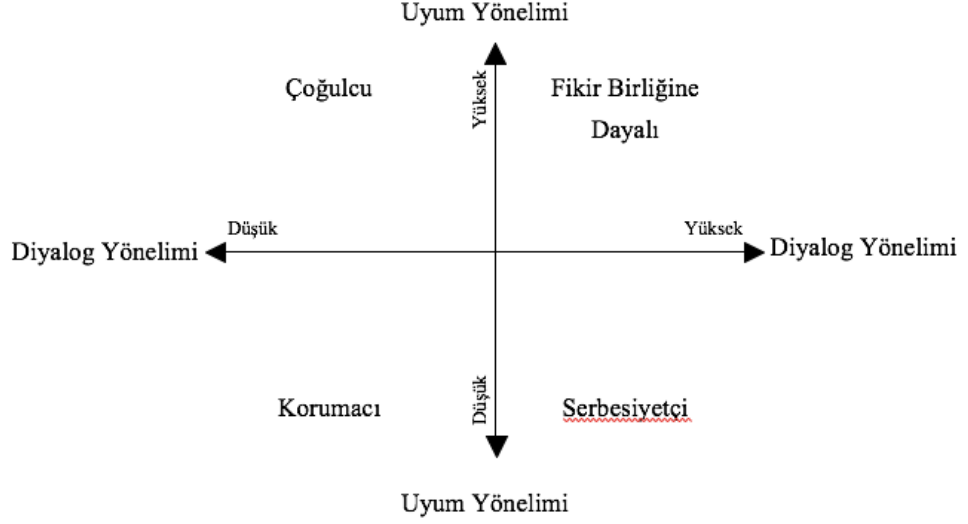 Uyum Yönelimi
Çoğulcu
Yüksek
Fikir Birliğine
Dayalı
Düşük
Yüksek
Diyalog Yönelimi
Diyalog Yönelimi
Korumacı
Düşük
Serbesiyetçi
Uyum Yönelimi